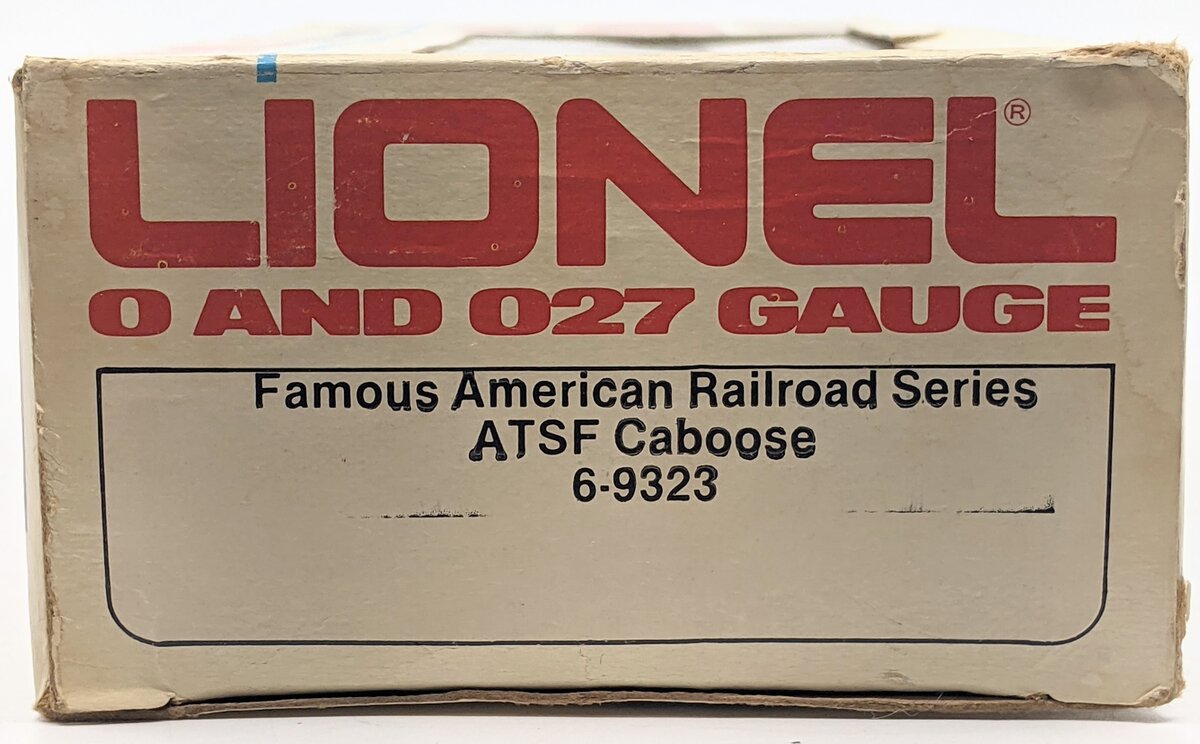 LIONEL®
O AND O27 GAUGE
Famous American Railroad Series
ATSF Caboose
6-9323